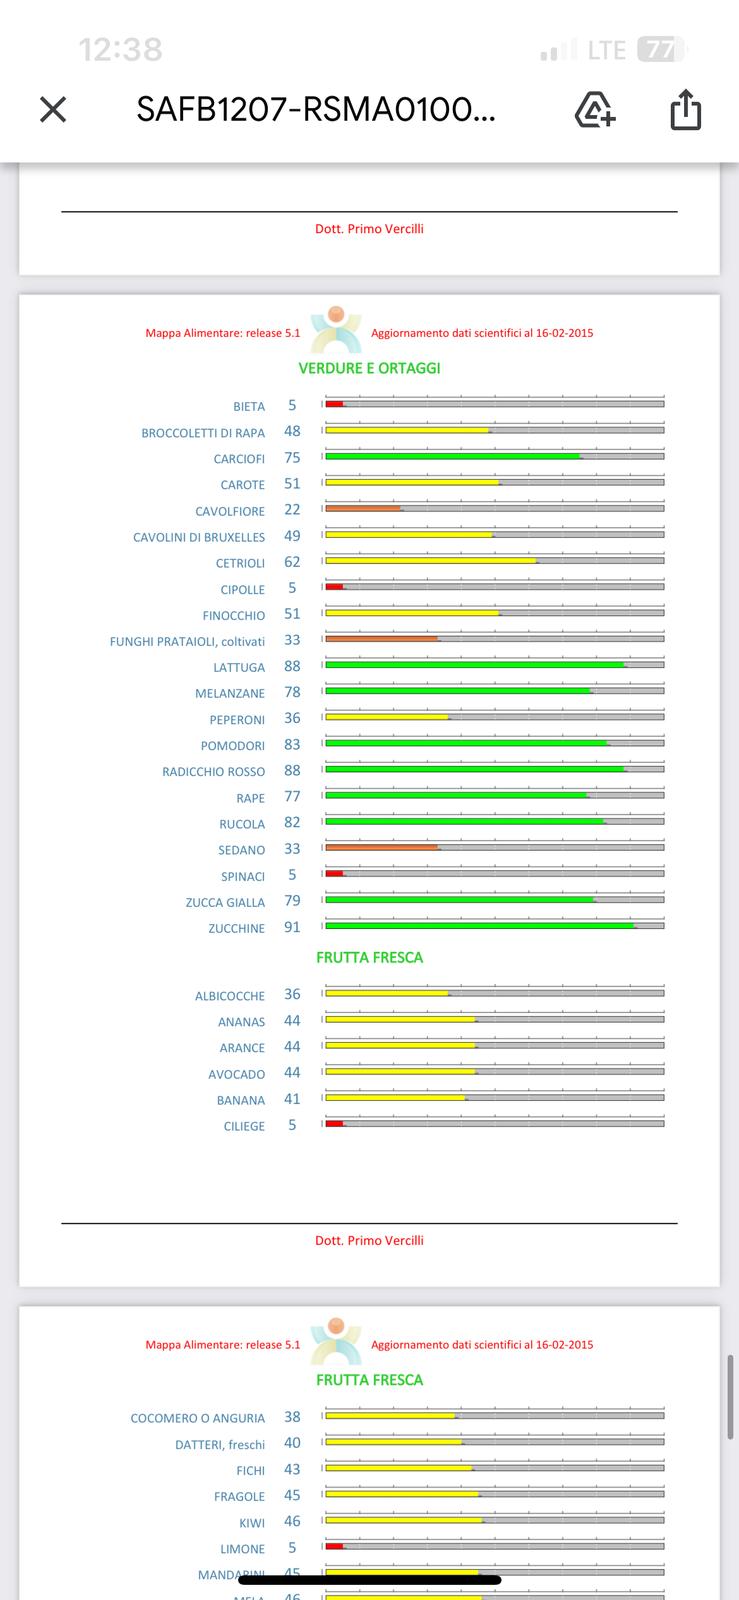 12:38 LTE 77
SAFB1207-RSMA0100...
Dott. Primo Vercilli
Mappa Alimentare: release 5.1 Aggiornamento dati scientifici al 16-02-2015
VERDURE E ORTAGGI
BIETA 5
BROCCOLETTI DI RAPA 48
CARCIOFI 75
CAROTE 51
CAVOLFIORE 22
CAVOLINI DI BRUXELLES 49
CETRIOLI 62
CIPOLLE 5
FINOCCHIO 51
FUNGHI PRATAIOLI, coltivati 33
LATTUGA 88
MELANZANE 78
PEPERONI 36
POMODORI 83
RADICCHIO ROSSO 88
RAPE 77
RUCOLA 82
SEDANO 33
SPINACI 5
ZUCCA GIALLA 79
ZUCCHINE 91
FRUTTA FRESCA
ALBICOCCHE 36
ANANAS 44
ARANCE 44
AVOCADO 44
BANANA 41
CILIEGE 5
Dott. Primo Vercilli
Mappa Alimentare: release 5.1 Aggiornamento dati scientifici al 16-02-2015
FRUTTA FRESCA
COCOMERO O ANGURIA 38
DATTERI, freschi 40
FICHI 43
FRAGOLE 45
KIWI 46
LIMONE 5
MANDARINI 45
MELA 46